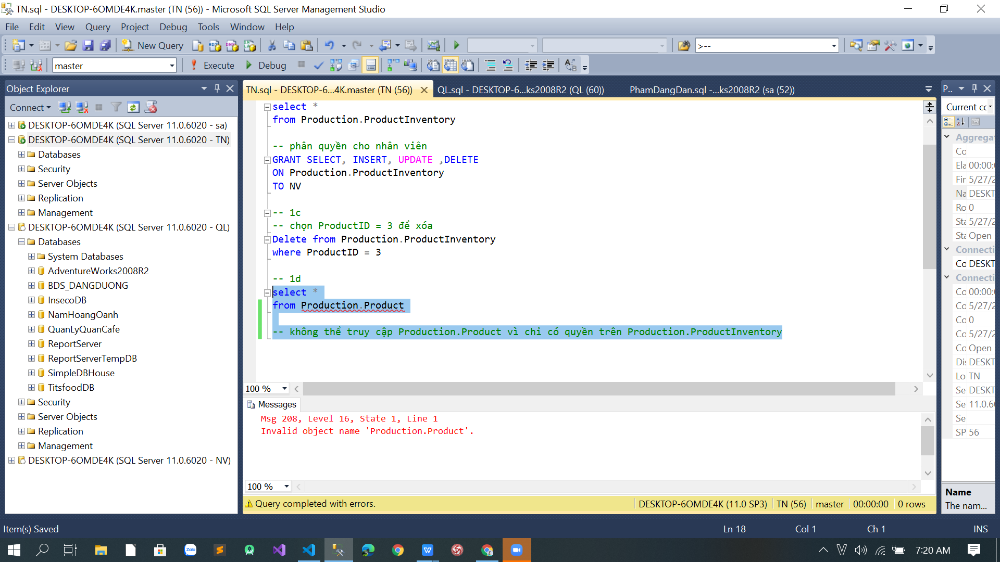 TN.sql - DESKTOP-6OMDE4K.master (TN (56)) - Microsoft SQL Server Management Studio
File Edit View Query Project Debug Tools Window Help
New Query
>--
master
Execute
Debug
Object Explorer
TN.sql - DESKTOP-6...4K.master (TN (56))
QL.sql - DESKTOP-6...ks2008R2 (QL (60))
PhamDangDan.sql -...ks2008R2 (sa (52))
P..
Connect
DESKTOP-6OMDE4K (SQL Server 11.0.6020 - sa)
DESKTOP-6OMDE4K (SQL Server 11.0.6020 - TN)
Databases
Security
Server Objects
Replication
Management
DESKTOP-6OMDE4K (SQL Server 11.0.6020 - QL)
Databases
System Databases
AdventureWorks2008R2
BDS_DANGDUONG
InsecoDB
NamHoangOanh
QuanLyQuanCafe
ReportServer
ReportServerTempDB
SimpleDBHouse
TitsfoodDB
Security
Server Objects
Replication
Management
DESKTOP-6OMDE4K (SQL Server 11.0.6020 - NV)
select *
from Production.ProductInventory
-- phân quyền cho nhân viên
GRANT SELECT, INSERT, UPDATE ,DELETE
ON Production.ProductInventory
TO NV
-- 1c
-- chọn ProductID = 3 để xóa
Delete from Production.ProductInventory
where ProductID = 3
-- 1d
select *
from Production.Product
-- không thể truy cập Production.Product vì chỉ có quyền trên Production.ProductInventory
100 %
Messages
Msg 208, Level 16, State 1, Line 1
Invalid object name 'Production.Product'.
100 %
Query completed with errors.
DESKTOP-6OMDE4K (11.0 SP3)
TN (56)
master
00:00:00
0 rows
Current cc
Aggrega
Co
Ela 00:00:
Fir 5/27/2
Na DESKT
Ro 0
Sta 5/27/2
Sta Open
Connecti
Co DESKT
Connecti
Co 00:00:
Co 5/27/2
Co 0
Co 5/27/2
Co Open
Dis DESKT
Lo TN
Se DESKT
Se 11.0.6
Se
SP 56
Name
The nam...
Item(s) Saved
Ln 18
Col 1
Ch 1
INS
Zalo
7:20 AM